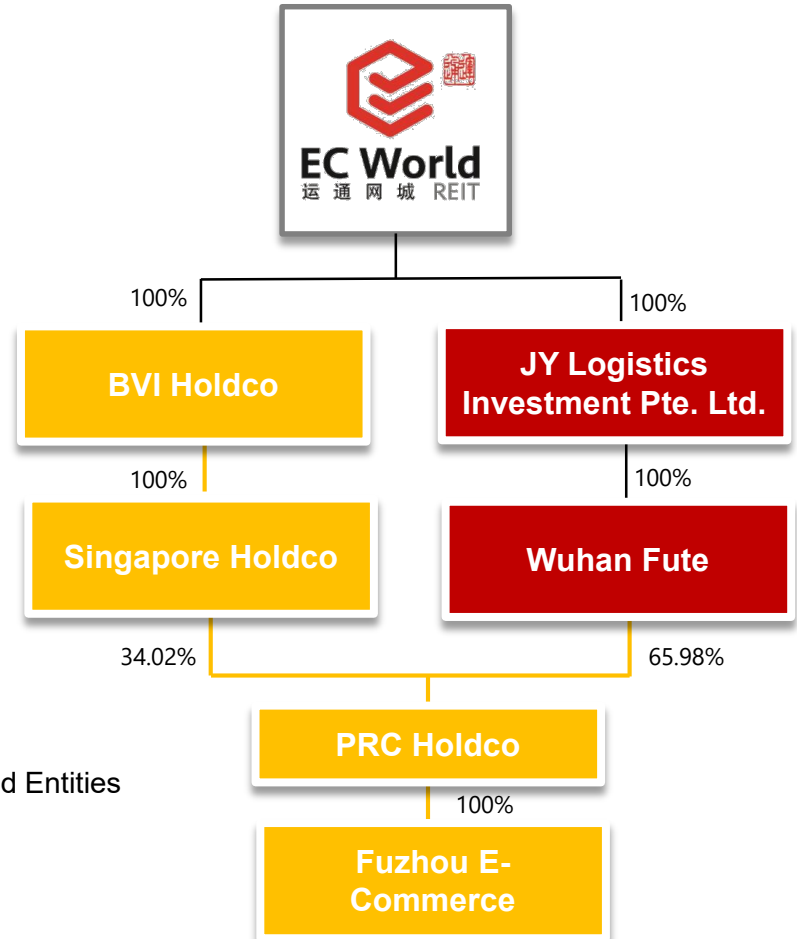 EC World
运通网城 REIT
100%
100%
BVI Holdco
JY Logistics
Investment Pte. Ltd.
100%
100%
Singapore Holdco
Wuhan Fute
34.02%
65.98%
PRC Holdco
d Entities
100%
Fuzhou E-
Commerce